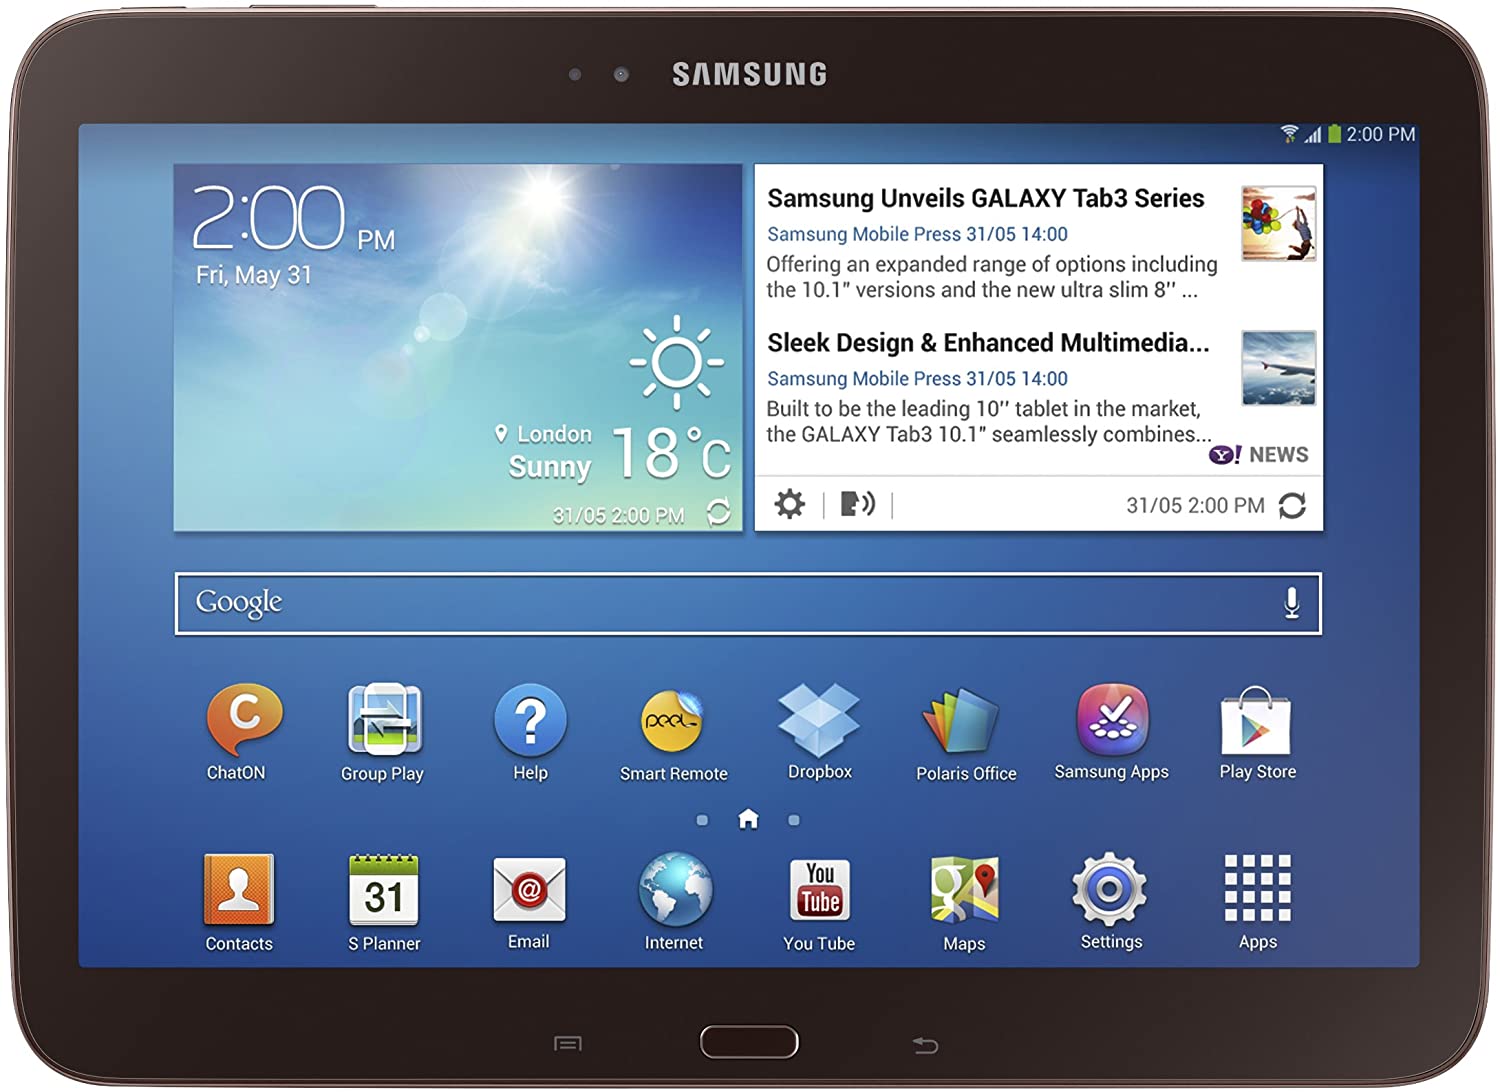 SAMSUNG
2:00 PM
2:00 PM
Fri, May 31
London
Sunny
18°C
31/05 2:00 PM
Samsung Unveils GALAXY Tab3 Series
Samsung Mobile Press 31/05 14:00
Offering an expanded range of options including
the 10.1" versions and the new ultra slim 8'' ...
Sleek Design & Enhanced Multimedia...
Samsung Mobile Press 31/05 14:00
Built to be the leading 10'' tablet in the market,
the GALAXY Tab3 10.1" seamlessly combines...
Y! NEWS
31/05 2:00 PM
Google
C
?
peel
ChatON Group Play Help Smart Remote Dropbox Polaris Office Samsung Apps Play Store
31
@
You
Tube
g
Contacts S Planner Email Internet You Tube Maps Settings Apps